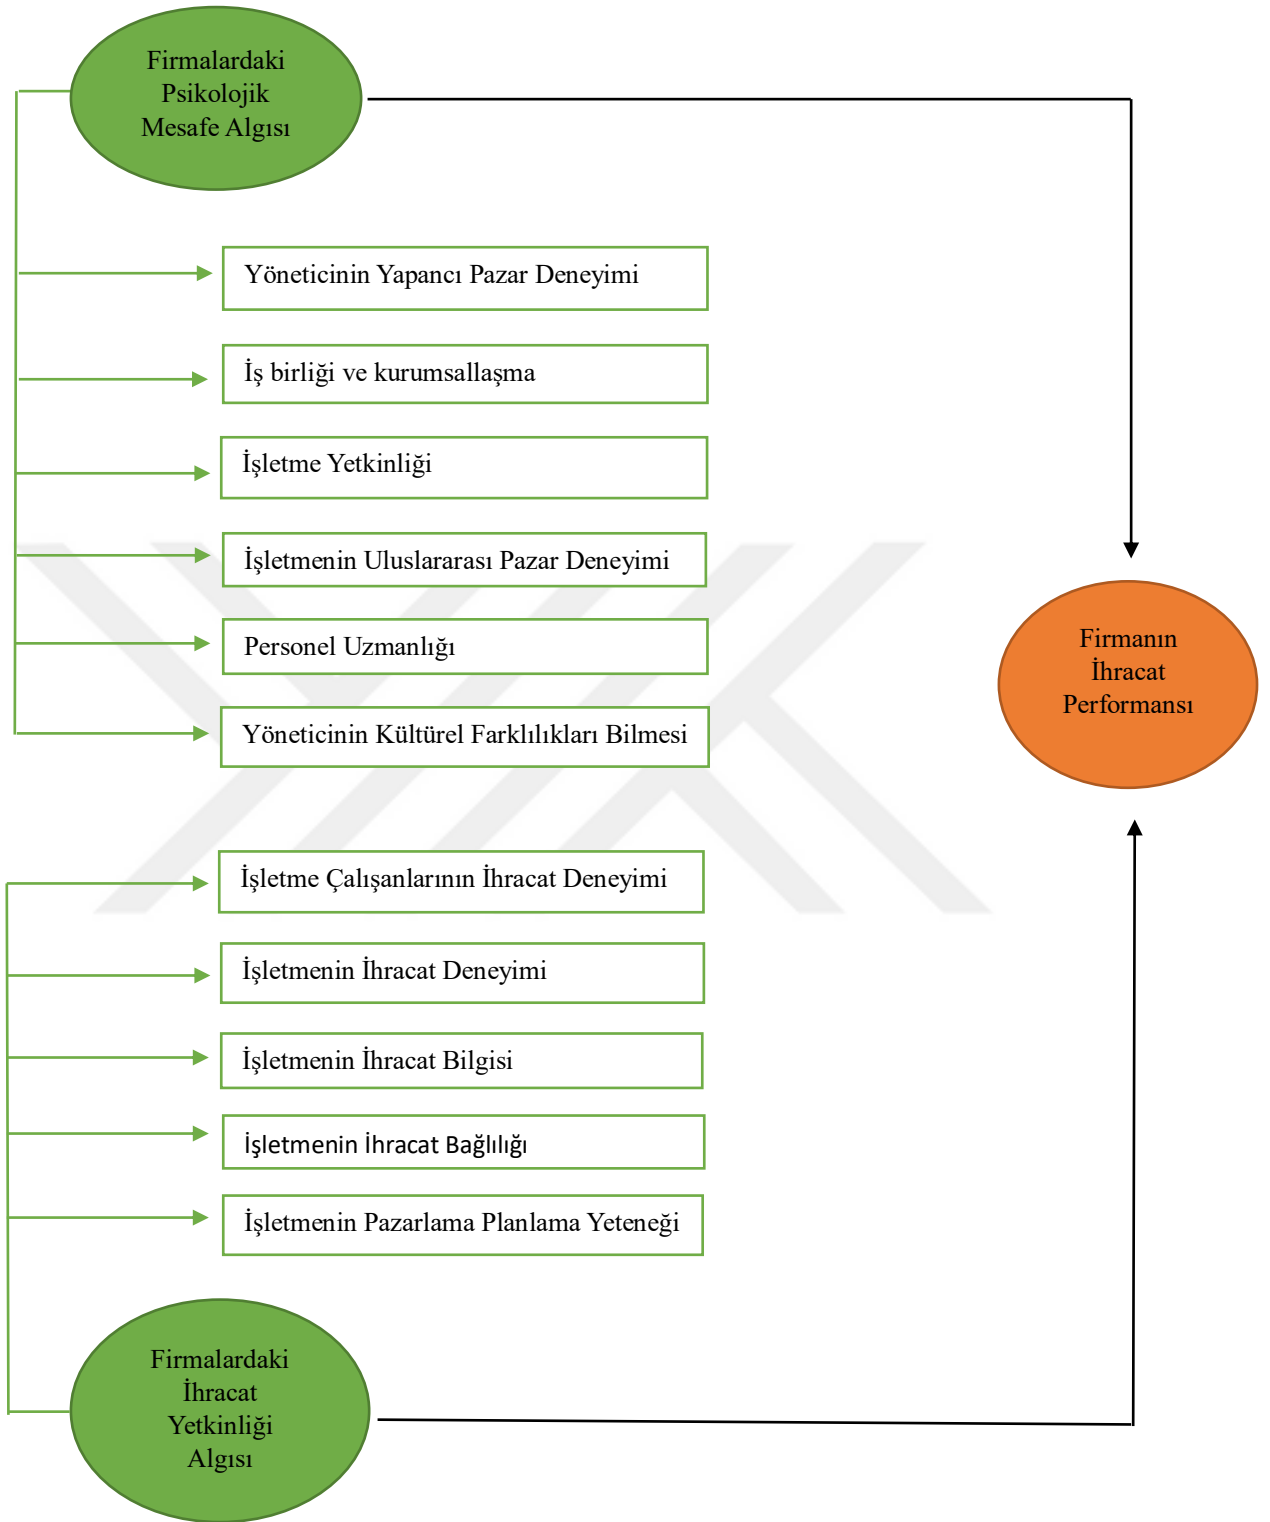 Firmalardaki
Psikolojik
Mesafe Algısı
Yöneticinin Yapancı Pazar Deneyimi
İş birliği ve kurumsallaşma
İşletme Yetkinliği
İşletmenin Uluslararası Pazar Deneyimi
Personel Uzmanlığı
Yöneticinin Kültürel Farklılıkları Bilmesi
Firmanın
İhracat
Performansı
İşletme Çalışanlarının İhracat Deneyimi
İşletmenin İhracat Deneyimi
İşletmenin İhracat Bilgisi
İşletmenin İhracat Bağlılığı
İşletmenin Pazarlama Planlama Yeteneği
Firmalardaki
İhracat
Yetkinliği
Algısı